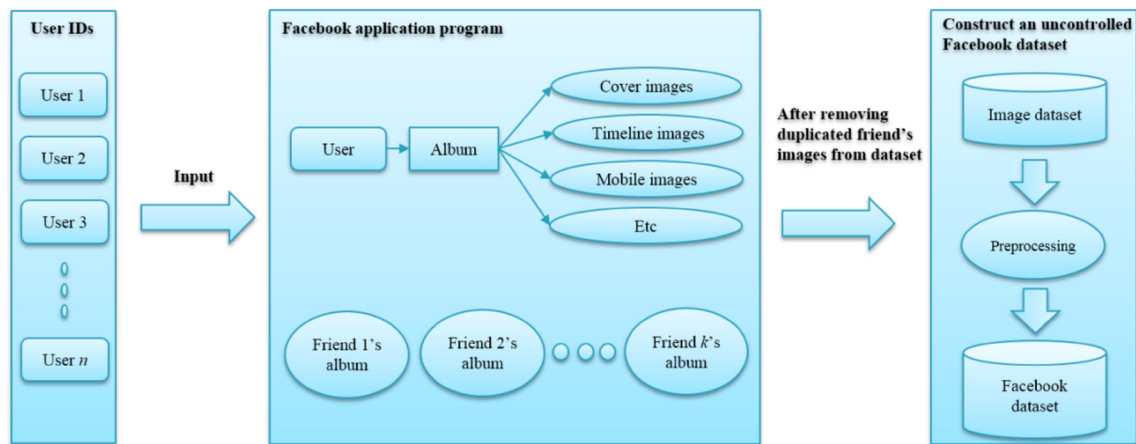 User IDs
User 1
User 2
User 3
User n
Input
Facebook application program
User
Album
Cover images
Timeline images
Mobile images
Etc
Friend 1's
album
Friend 2's
album
Friend k's
album
After removing
duplicated friend's
images from dataset
Construct an uncontrolled
Facebook dataset
Image dataset
Preprocessing
Facebook
dataset